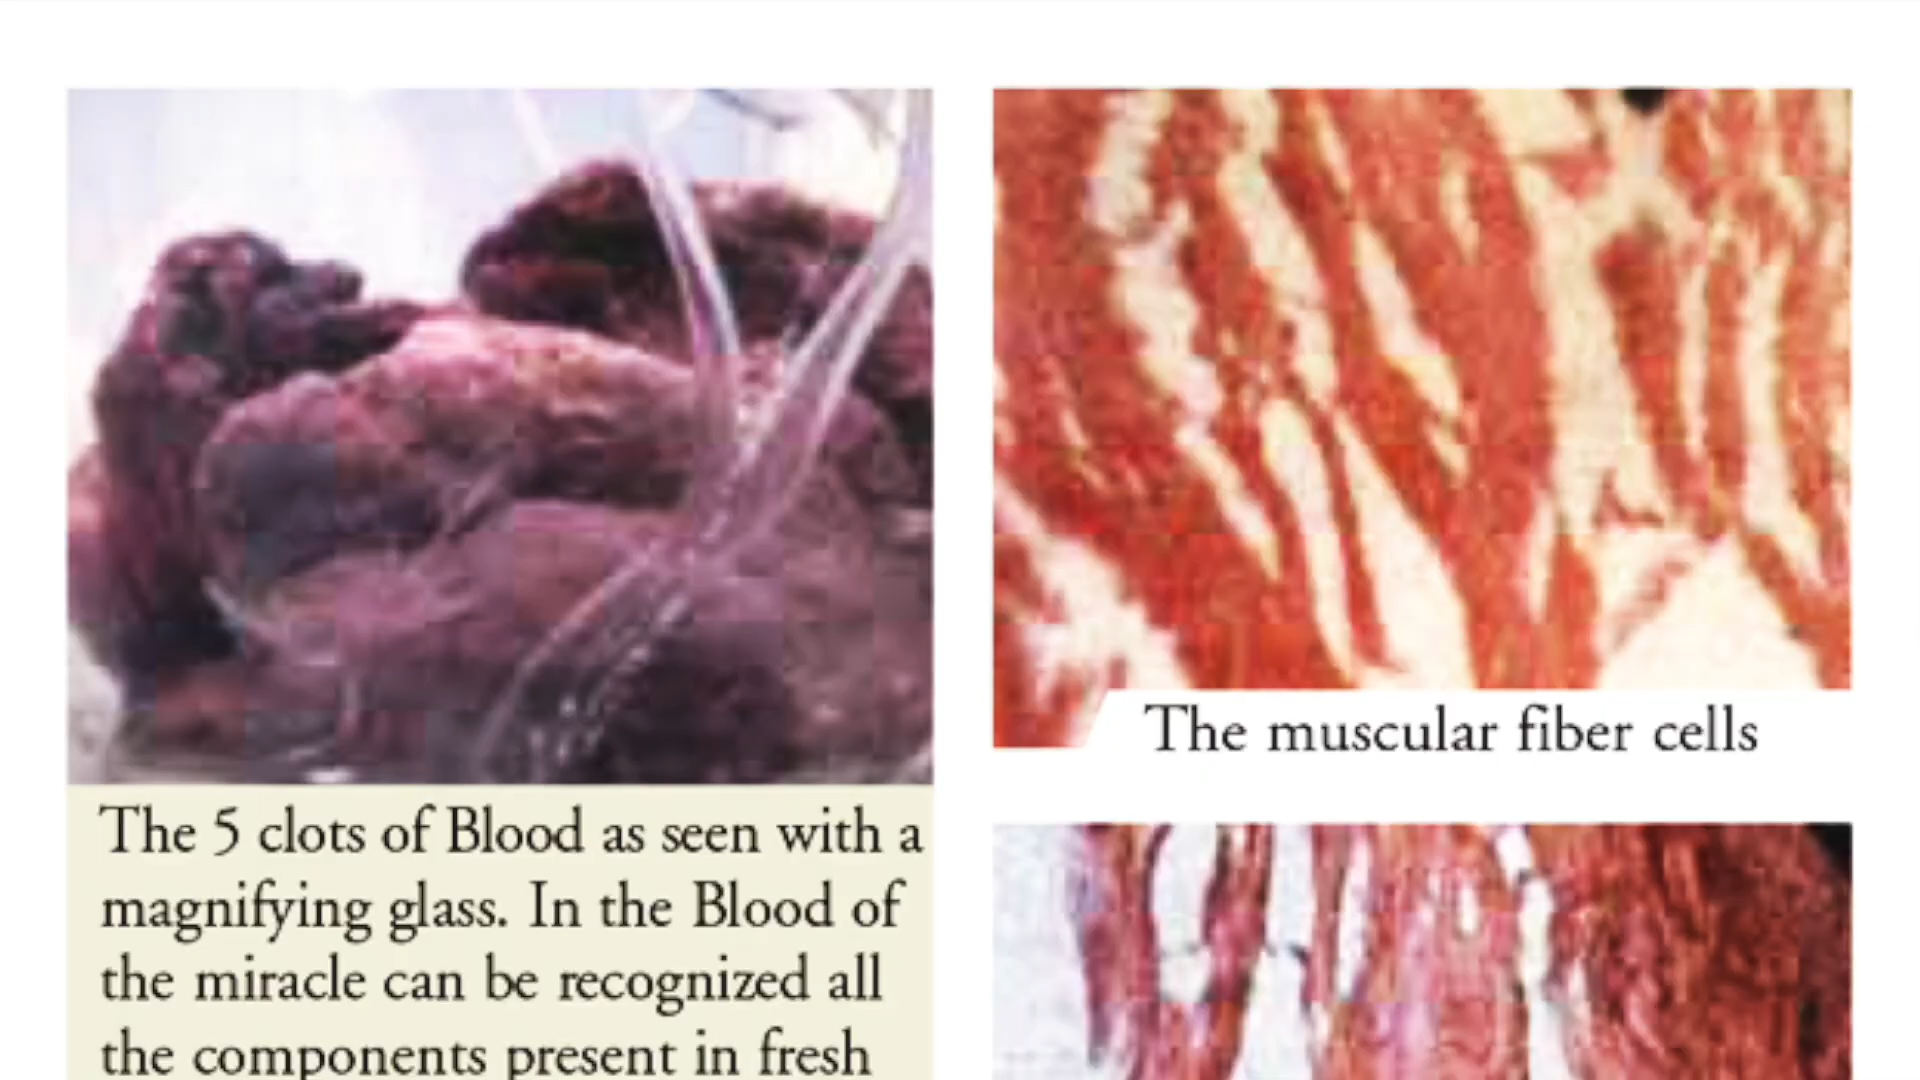 The 5 clots of Blood as seen with a
magnifying glass. In the Blood of
the miracle can be recognized all
the components present in fresh
The muscular fiber cells